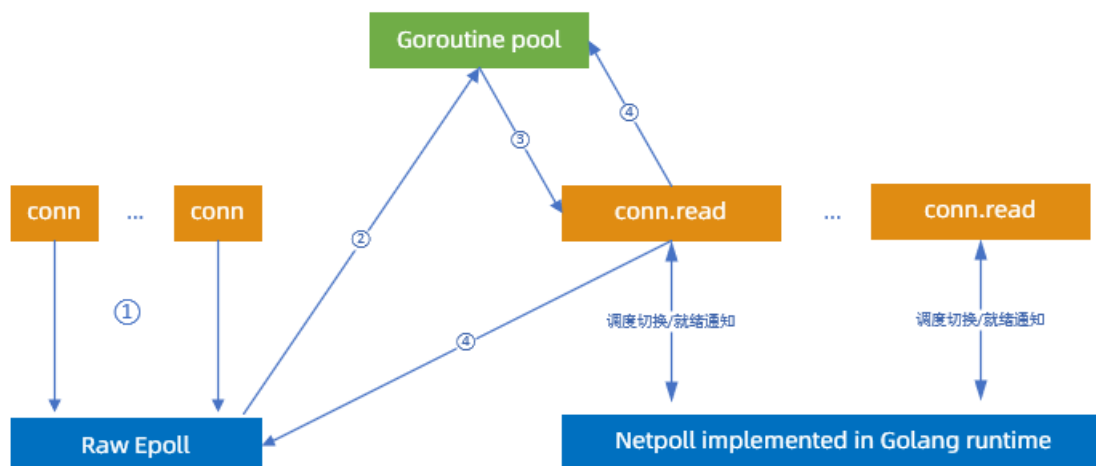 Goroutine pool
④
③
conn
...
conn
conn.read
...
conn.read
②
①
调度切换/就绪通知
调度切换/就绪通知
④
Raw Epoll
Netpoll implemented in Golang runtime